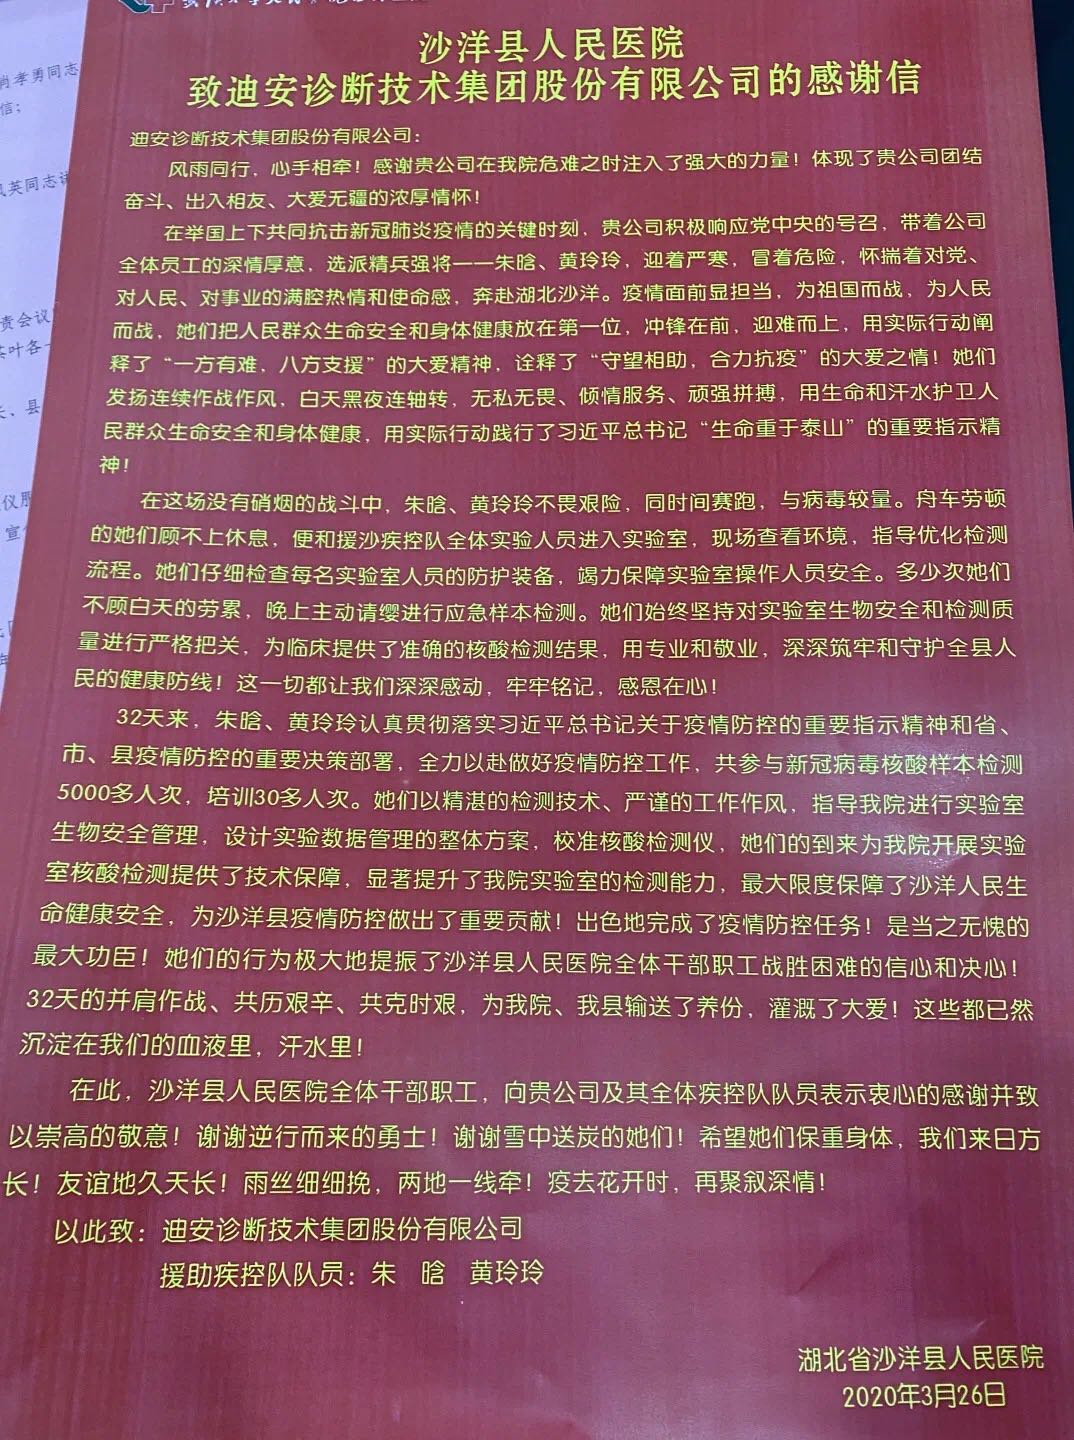 肖孝勇同志
信；
凤英同志
责会议
茶叶各一
长、县
仪服
沙洋县人民医院
致迪安诊断技术集团股份有限公司的感谢信
迪安诊断技术集团股份有限公司：
风雨同行，心手相牵！感谢贵公司在我院危难之时注入了强大的力量！体现了贵公司团结
奋斗、出入相友、大爱无疆的浓厚情怀！
在举国上下共同抗击新冠肺炎疫情的关键时刻，贵公司积极响应党中央的号召，带着公司
全体员工的深情厚意，选派精兵强将——朱晗、黄玲玲，迎着严寒，冒着危险，怀揣着对党、
对人民、对事业的满腔热情和使命感，奔赴湖北沙洋。疫情面前显担当，为祖国而战，为人民
而战，她们把人民群众生命安全和身体健康放在第一位，冲锋在前，迎难而上，用实际行动阐
释了“一方有难，八方支援”的大爱精神，诠释了“守望相助，合力抗疫”的大爱之情！她们
发扬连续作战作风，白天黑夜连轴转，无私无畏、倾情服务、顽强拼搏，用生命和汗水护卫人
民群众生命安全和身体健康，用实际行动践行了习近平总书记“生命重于泰山”的重要指示精
神！
在这场没有硝烟的战斗中，朱晗、黄玲玲不畏艰险，同时间赛跑，与病毒较量。舟车劳顿
的她们顾不上休息，便和援沙疾控队全体实验人员进入实验室，现场查看环境，指导优化检测
流程。她们仔细检查每名实验室人员的防护装备，竭力保障实验室操作人员安全。多少次她们
不顾白天的劳累，晚上主动请缨进行应急样本检测。她们始终坚持对实验室生物安全和检测质
量进行严格把关，为临床提供了准确的核酸检测结果，用专业和敬业，深深筑牢和守护全县人
民的健康防线！这一切都让我们深深感动，牢牢铭记，感恩在心！
32天来，朱晗、黄玲玲认真贯彻落实习近平总书记关于疫情防控的重要指示精神和省、
市、县疫情防控的重要决策部署，全力以赴做好疫情防控工作，共参与新冠病毒核酸样本检测
5000多人次，培训30多人次。她们以精湛的检测技术、严谨的工作作风，指导我院进行实验室
生物安全管理，设计实验数据管理的整体方案，校准核酸检测仪，她们的到来为我院开展实验
室核酸检测提供了技术保障，显著提升了我院实验室的检测能力，最大限度保障了沙洋人民生
命健康安全，为沙洋县疫情防控做出了重要贡献！出色地完成了疫情防控任务！是当之无愧的
最大功臣！她们的行为极大地提振了沙洋县人民医院全体干部职工战胜困难的信心和决心！
32天的并肩作战、共历艰辛、共克时艰，为我院、我县输送了养份，灌溉了大爱！这些都已然
沉淀在我们的血液里，汗水里！
在此，沙洋县人民医院全体干部职工，向贵公司及其全体疾控队队员表示衷心的感谢并致
以崇高的敬意！谢谢逆行而来的勇士！谢谢雪中送炭的她们！希望她们保重身体，我们来日方
长！友谊地久天长！雨丝细细挽，两地一线牵！疫去花开时，再聚叙深情！
以此致：迪安诊断技术集团股份有限公司
援助疾控队队员：朱 晗 黄玲玲
湖北省沙洋县人民医院
2020年3月26日